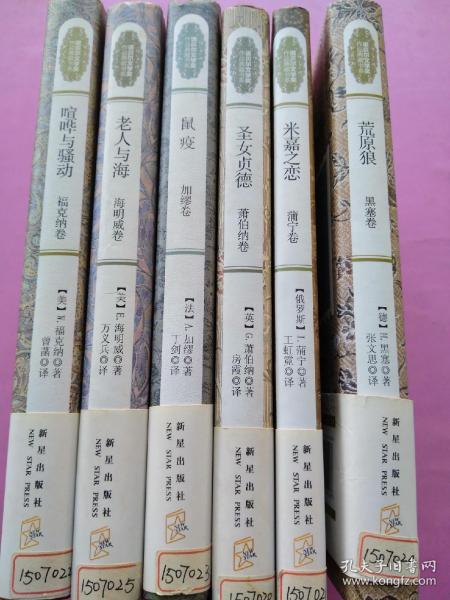 喧哗与骚动
福克纳卷
【美】W.福克纳◎著
曾菡◎译
新星出版社
NEW STAR PRESS
老人与海
海明威卷
【美】E.海明威◎著
万义兵◎译
新星出版社
NEW STAR PRESS
1507025
鼠疫
加缪卷
【法】A.加缪◎著
丁剑◎译
新星出版社
NEW STAR PRESS
圣女贞德
萧伯纳卷
【英】G.萧伯纳◎著
房霞◎译
新星出版社
NEW STAR PRESS
米嘉之恋
蒲宁卷
【俄罗斯】I.蒲宁◎著
王虹霓◎译
新星出版社
NEW STAR PRESS
荒原狼
黑塞卷
【德】H.黑塞◎著
张文思◎译
新星出版社
NEW STAR PRESS
孔夫子旧书网